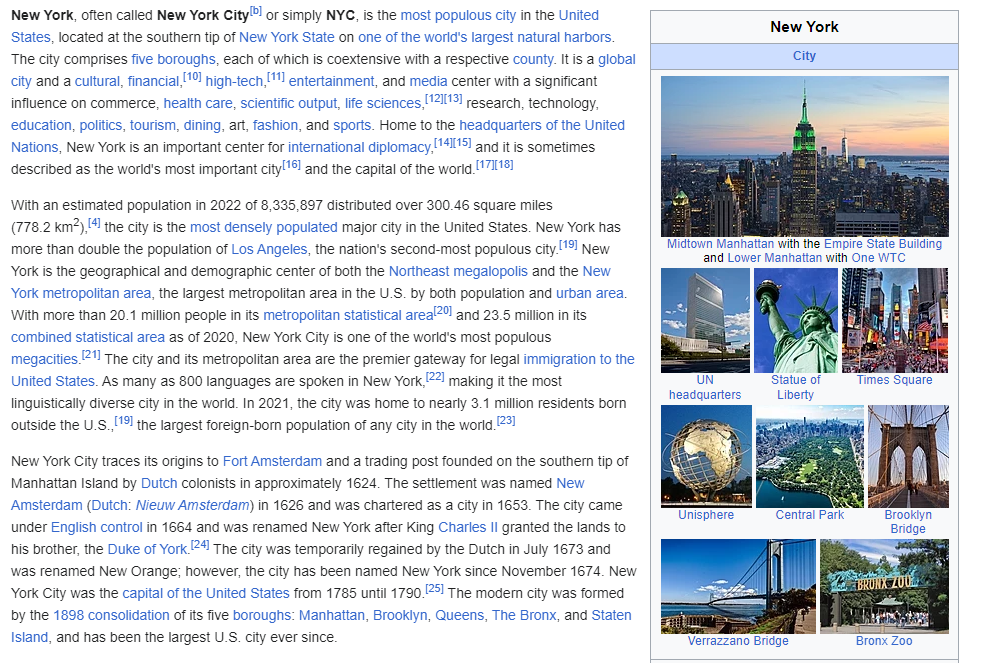 New York, often called New York City[b] or simply NYC, is the most populous city in the United
States, located at the southern tip of New York State on one of the world's largest natural harbors.
The city comprises five boroughs, each of which is coextensive with a respective county. It is a global
city and a cultural, financial,[10] high-tech,[11] entertainment, and media center with a significant
influence on commerce, health care, scientific output, life sciences,[12][13] research, technology,
education, politics, tourism, dining, art, fashion, and sports. Home to the headquarters of the United
Nations, New York is an important center for international diplomacy,[14][15] and it is sometimes
described as the world's most important city[16] and the capital of the world.[17][18]
With an estimated population in 2022 of 8,335,897 distributed over 300.46 square miles
(778.2 km2),[4] the city is the most densely populated major city in the United States. New York has
more than double the population of Los Angeles, the nation's second-most populous city.[19] New
York is the geographical and demographic center of both the Northeast megalopolis and the New
York metropolitan area, the largest metropolitan area in the U.S. by both population and urban area.
With more than 20.1 million people in its metropolitan statistical area[20] and 23.5 million in its
combined statistical area as of 2020, New York City is one of the world's most populous
megacities.[21] The city and its metropolitan area are the premier gateway for legal immigration to the
United States. As many as 800 languages are spoken in New York,[22] making it the most
linguistically diverse city in the world. In 2021, the city was home to nearly 3.1 million residents born
outside the U.S.,[19] the largest foreign-born population of any city in the world.[23]
New York City traces its origins to Fort Amsterdam and a trading post founded on the southern tip of
Manhattan Island by Dutch colonists in approximately 1624. The settlement was named New
Amsterdam (Dutch: Nieuw Amsterdam) in 1626 and was chartered as a city in 1653. The city came
under English control in 1664 and was renamed New York after King Charles II granted the lands to
his brother, the Duke of York.[24] The city was temporarily regained by the Dutch in July 1673 and
was renamed New Orange; however, the city has been named New York since November 1674. New
York City was the capital of the United States from 1785 until 1790.[25] The modern city was formed
by the 1898 consolidation of its five boroughs: Manhattan, Brooklyn, Queens, The Bronx, and Staten
Island, and has been the largest U.S. city ever since.
New York
City
Midtown Manhattan with the Empire State Building
and Lower Manhattan with One WTC
UN
headquarters
Statue of
Liberty
Times Square
Unisphere
Central Park
Brooklyn
Bridge
BRONX ZOO
Verrazzano Bridge
Bronx Zoo